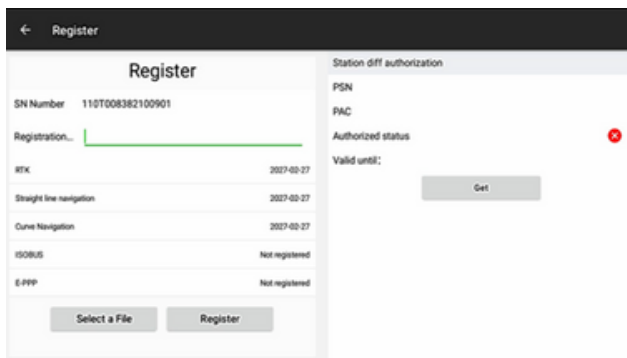 Register
Register
SN Number 110T008382100901
Registration...
RTK 2027-02-27
Straight line navigation 2027-02-27
Curve Navigation 2027-02-27
ISOBUS Not registered
E-PPP Not registered
Select a File Register
Station diff authorization
PSN
PAC
Authorized status
Valid until:
Get